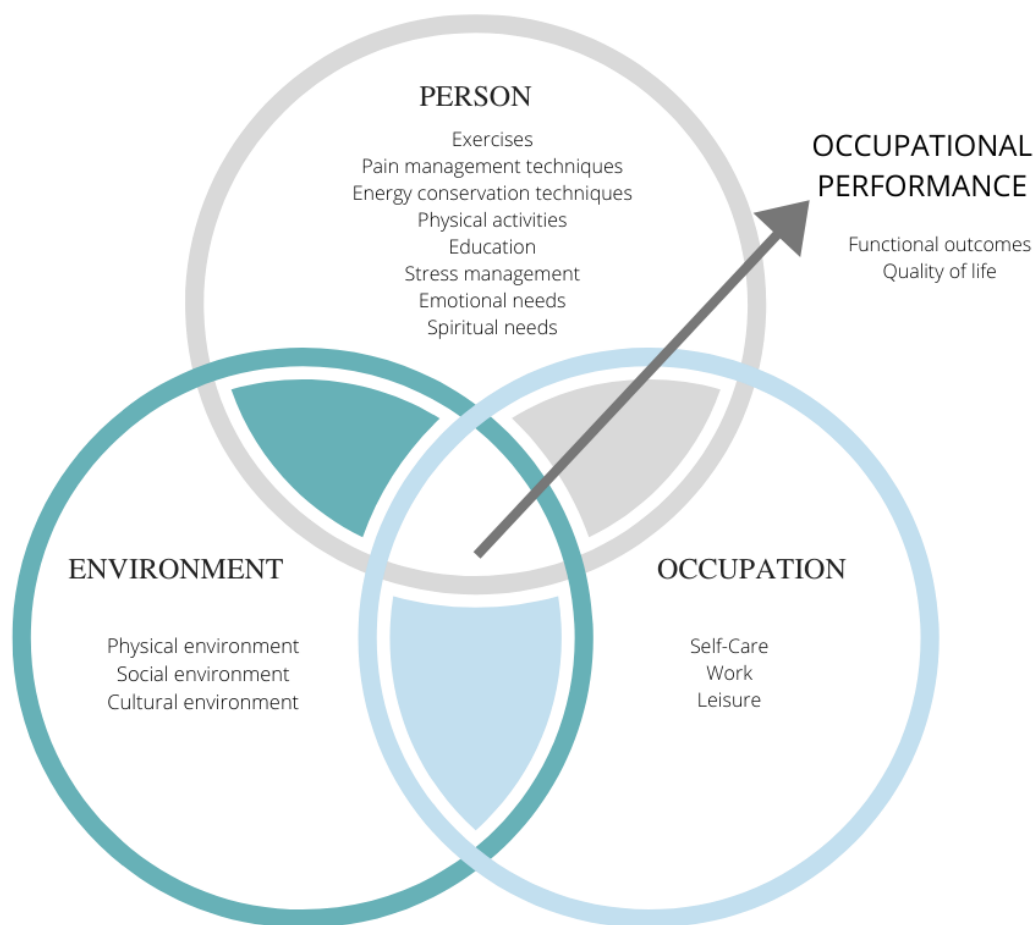 PERSON
Exercises
Pain management techniques
Energy conservation techniques
Physical activities
Education
Stress management
Emotional needs
Spiritual needs
OCCUPATIONAL
PERFORMANCE
Functional outcomes
Quality of life
ENVIRONMENT
Physical environment
Social environment
Cultural environment
OCCUPATION
Self-Care
Work
Leisure